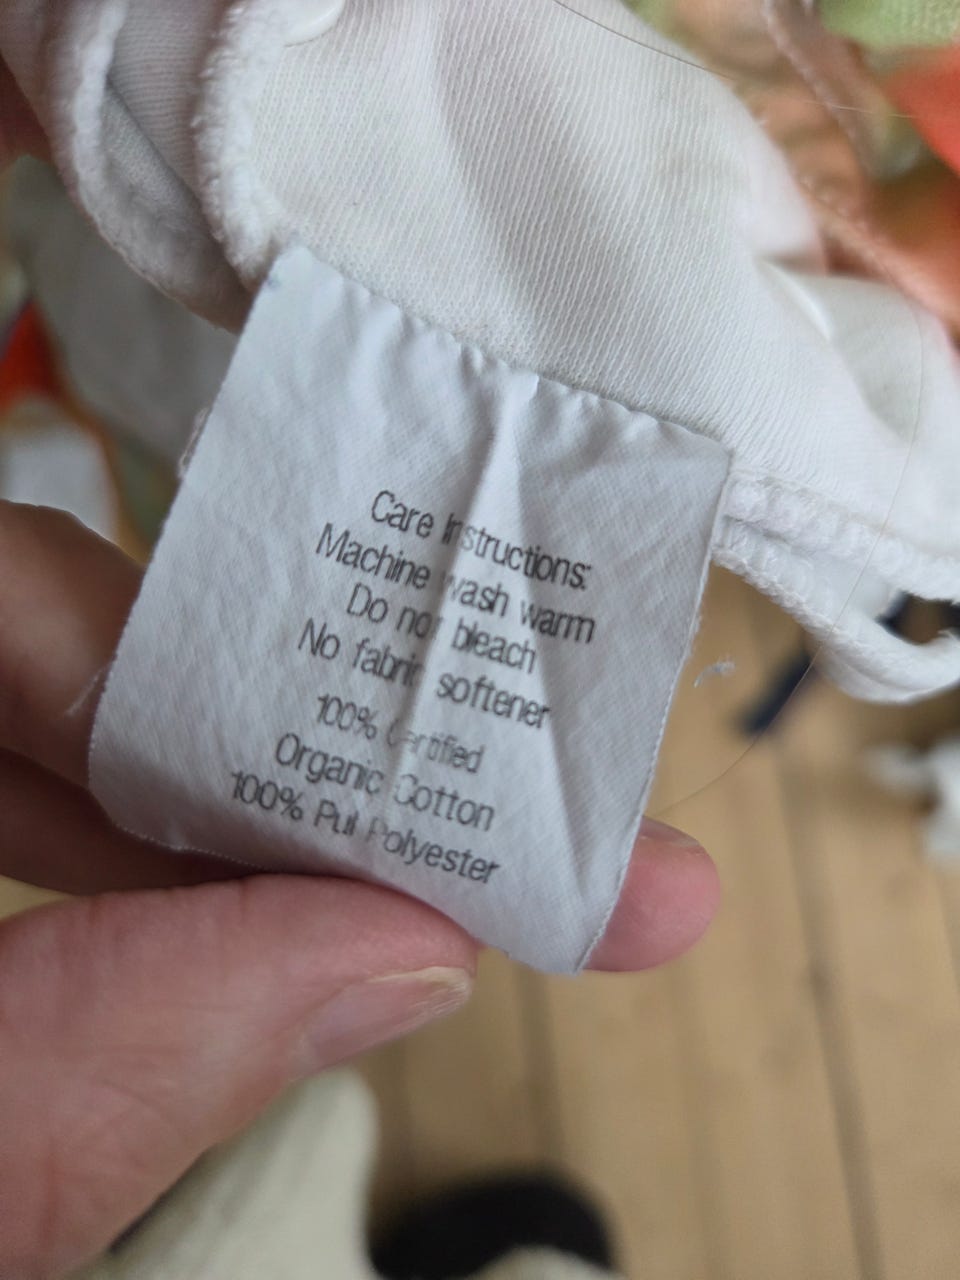 Care Instructions:
Machine wash warm
Do not bleach
No fabric softener
100% Certified
Organic Cotton
100% Pul Polyester